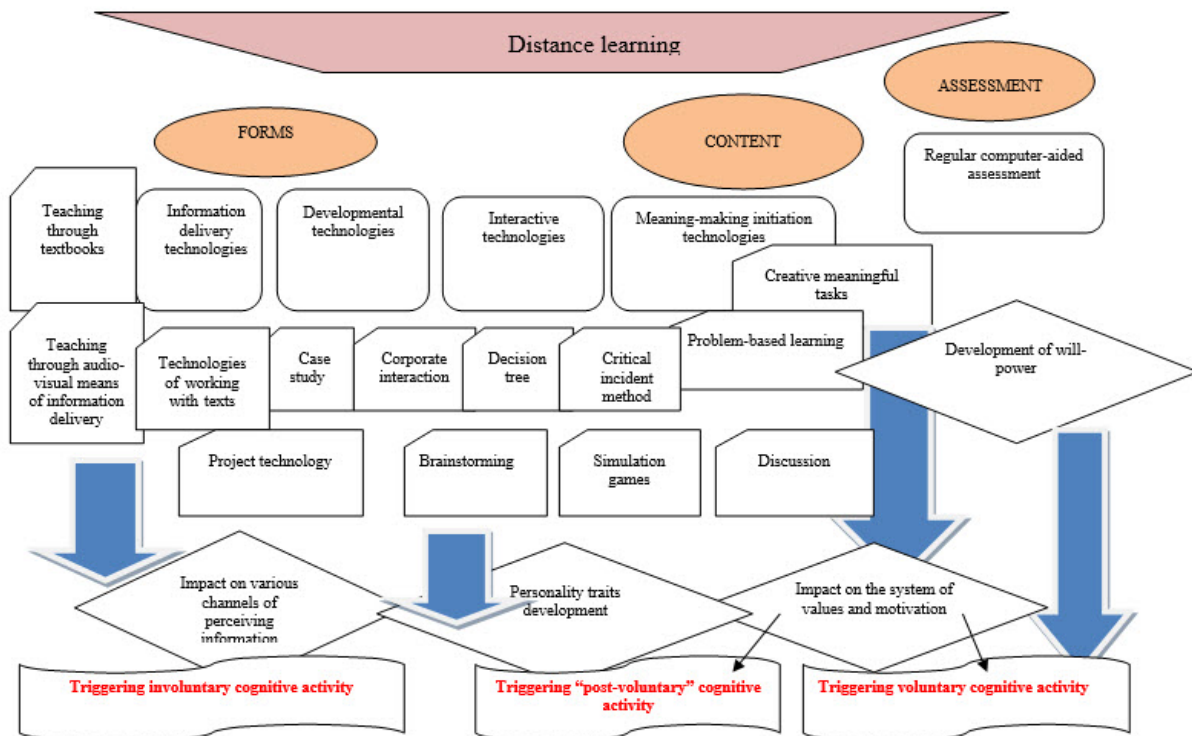 Distance learning
ASSESSMENT
FORMS
CONTENT
Regular computer-aided
assessment
Teaching
through
textbooks
Information
delivery
technologies
Developmental
technologies
Interactive
technologies
Meaning-making initiation
technologies
Creative meaningful
tasks
Teaching
through audio-
visual means
of information
delivery
Technologies
of working
with texts
Case
study
Corporate
interaction
Decision
tree
Critical
incident
method
Problem-based learning
Development of will-
power
Project technology
Brainstorming
Simulation
games
Discussion
Impact on various
channels of
perceiving
information
Personality traits
development
Impact on the system of
values and motivation
Triggering involuntary cognitive activity
Triggering “post-voluntary” cognitive
activity
Triggering voluntary cognitive activity